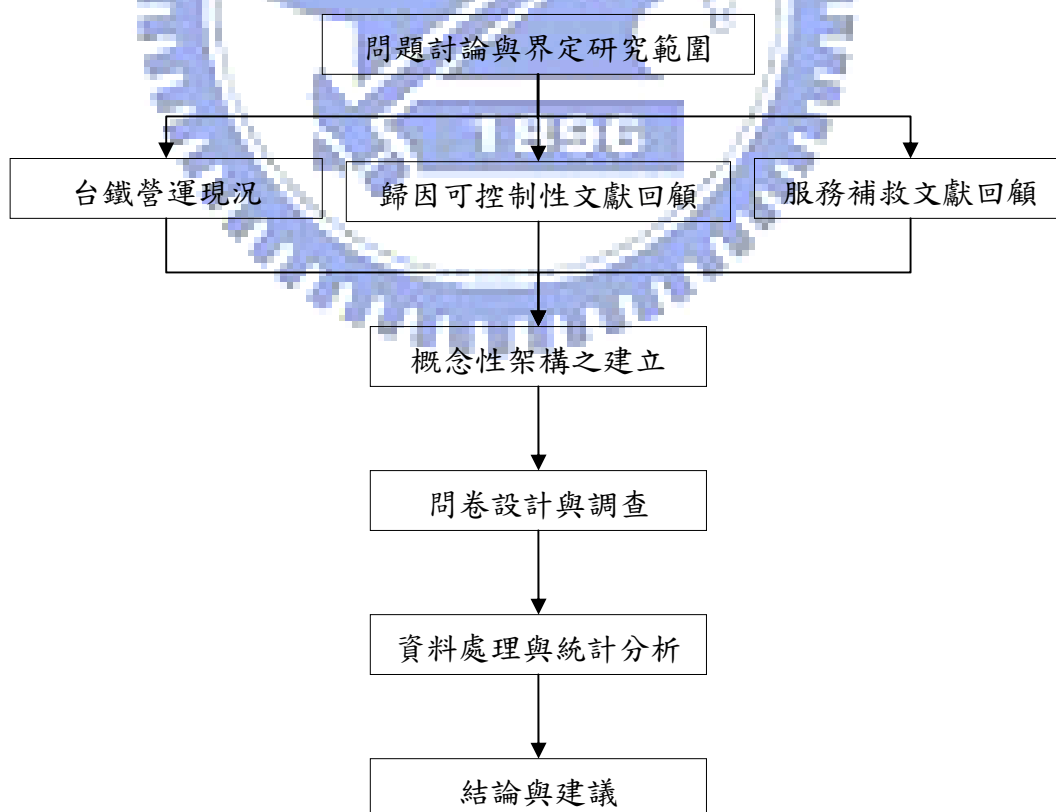 問題討論與界定研究範圍
1896
台鐵營運現況
歸因可控制性文獻回顧
服務補救文獻回顧
概念性架構之建立
問卷設計與調查
資料處理與統計分析
結論與建議